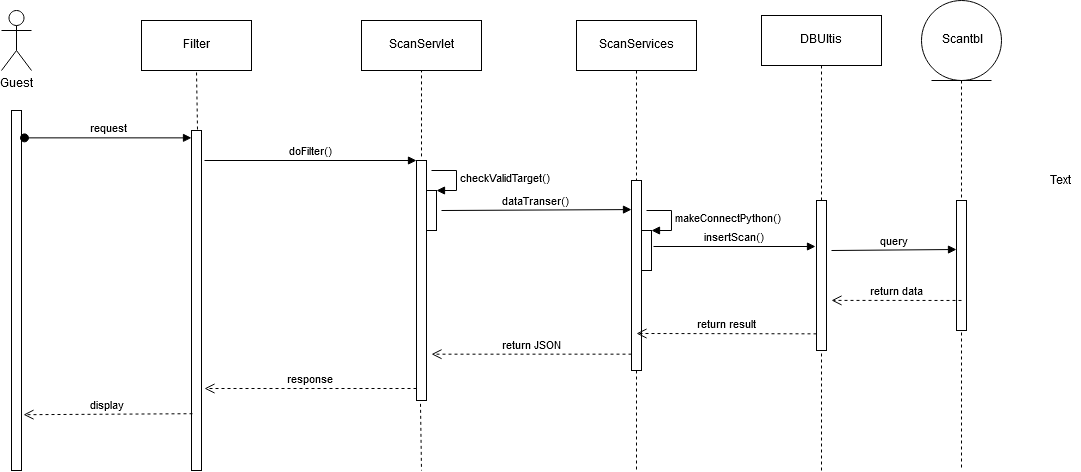 Filter
ScanServlet
ScanServices
DBUltis
Scantbl
Guest
request
doFilter()
checkValidTarget()
Text
dataTranser()
makeConnectPython()
insertScan()
query
return data
return result
return JSON
response
display